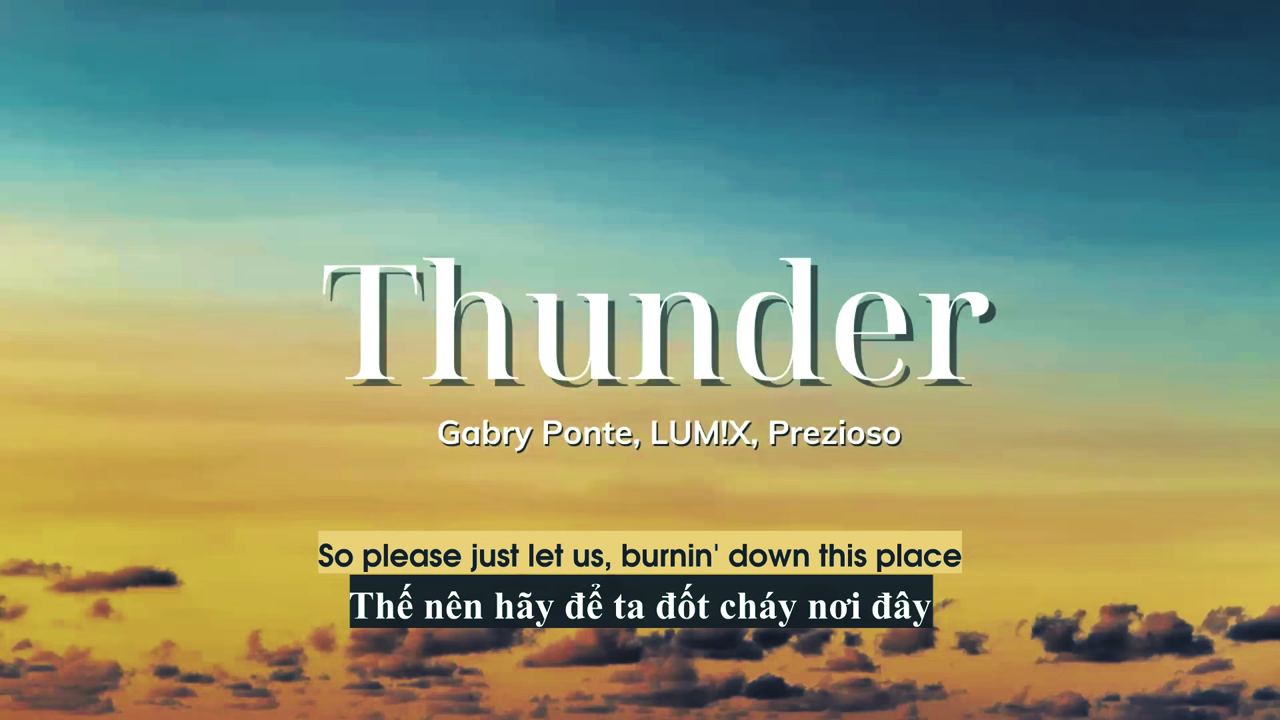 Thunder
Gabry Ponte, LUM!X, Prezioso
So please just let us, burnin' down this place
Thế nên hãy để ta đốt cháy nơi đây